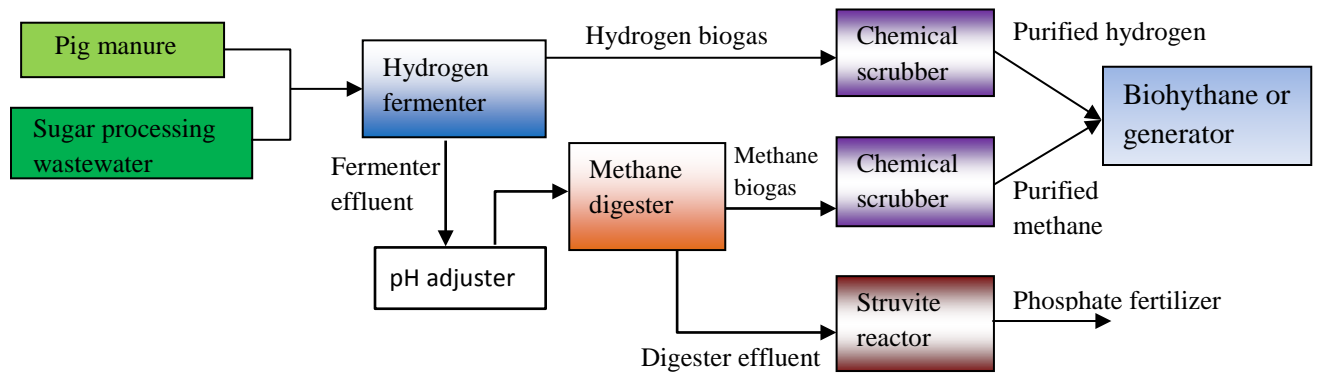 Pig manure
Sugar processing
wastewater
Hydrogen
fermenter
Hydrogen biogas
Chemical
scrubber
Purified hydrogen
Biohythane or
generator
Fermenter
effluent
pH adjuster
Methane
digester
Methane
biogas
Chemical
scrubber
Purified
methane
Digester effluent
Struvite
reactor
Phosphate fertilizer